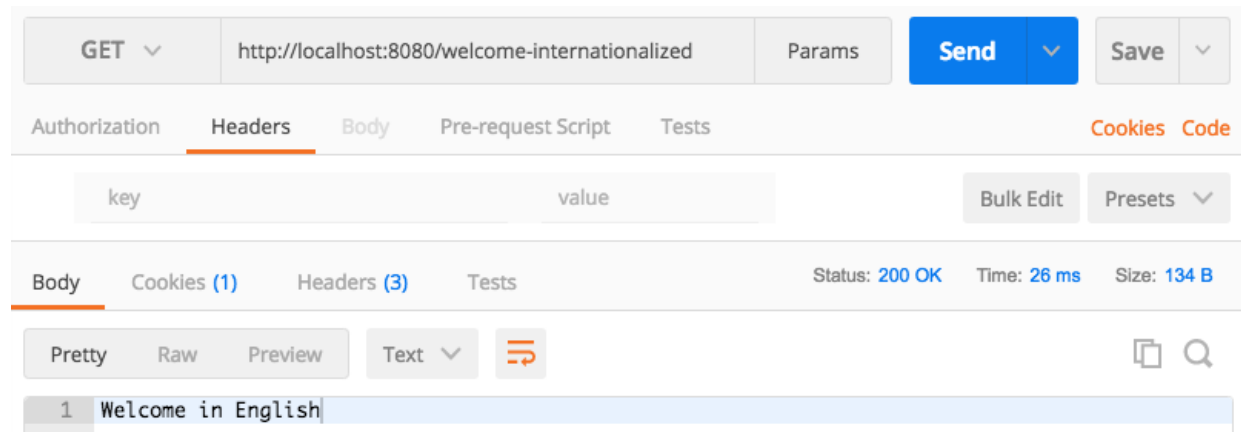 GET http://localhost:8080/welcome-internationalized Params Send Save
Authorization Headers Body Pre-request Script Tests Cookies Code
key value Bulk Edit Presets
Body Cookies (1) Headers (3) Tests Status: 200 OK Time: 26 ms Size: 134 B
Pretty Raw Preview Text
1 Welcome in English